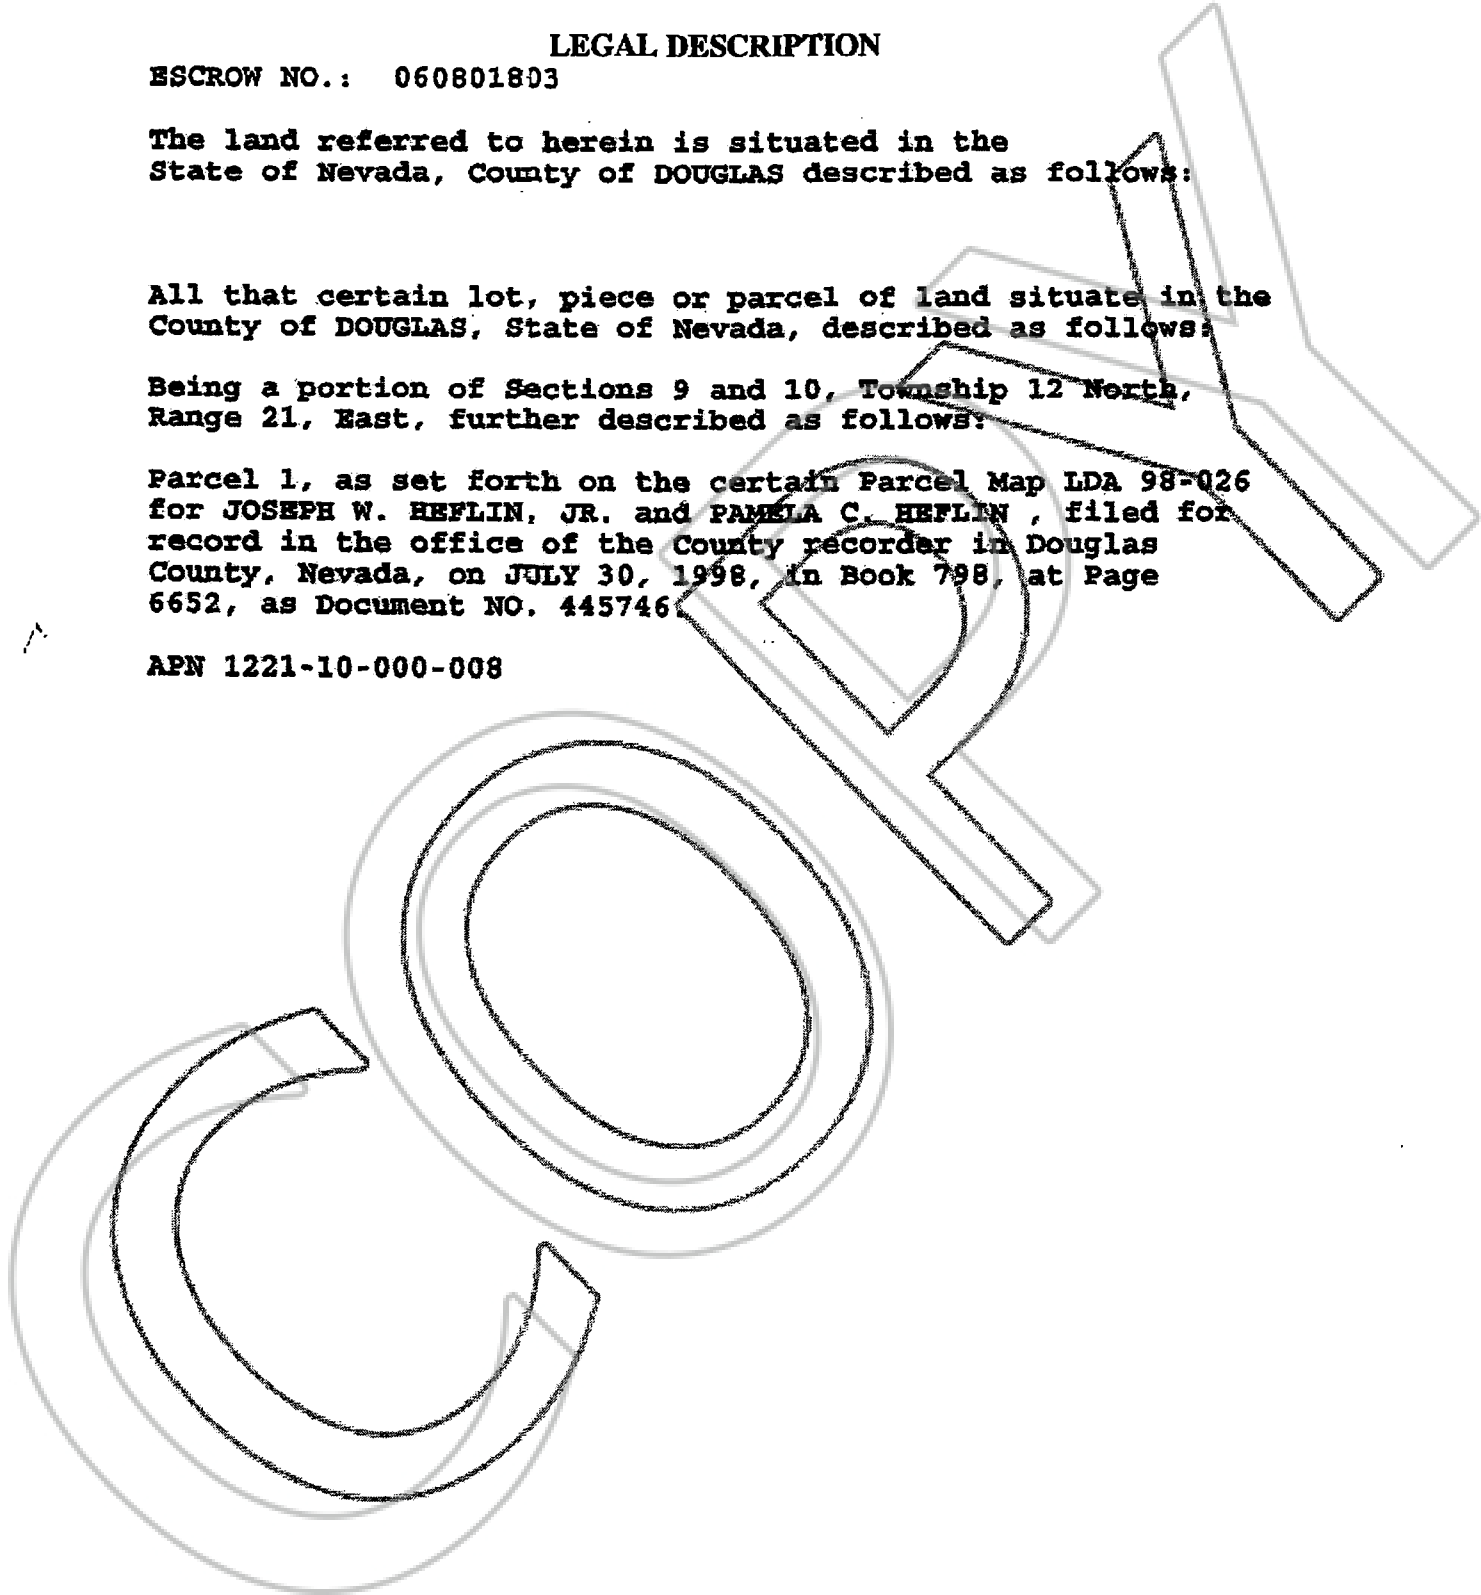 LEGAL DESCRIPTION
ESCROW NO.: 060801803
The land referred to herein is situated in the
State of Nevada, County of DOUGLAS described as follows:
All that certain lot, piece or parcel of land situate in the
County of DOUGLAS, State of Nevada, described as follows:
Being a portion of Sections 9 and 10, Township 12 North,
Range 21, East, further described as follows:
Parcel 1, as set forth on the certain Parcel Map LDA 98-026
for JOSEPH W. HEFLIN, JR. and PAMELA C. HEFLIN , filed for
record in the office of the County recorder in Douglas
County, Nevada, on JULY 30, 1998, in Book 798, at Page
6652, as Document NO. 445746.
APN 1221-10-000-008
COPY